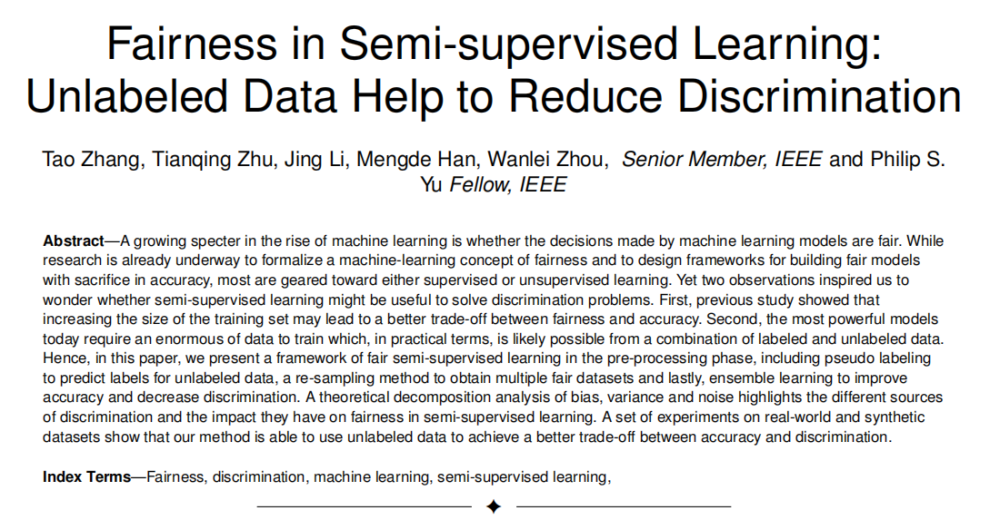 Fairness in Semi-supervised Learning:
Unlabeled Data Help to Reduce Discrimination
Tao Zhang, Tianqing Zhu, Jing Li, Mengde Han, Wanlei Zhou, Senior Member, IEEE and Philip S.
Yu Fellow, IEEE
Abstract—A growing specter in the rise of machine learning is whether the decisions made by machine learning models are fair. While
research is already underway to formalize a machine-learning concept of fairness and to design frameworks for building fair models
with sacrifice in accuracy, most are geared toward either supervised or unsupervised learning. Yet two observations inspired us to
wonder whether semi-supervised learning might be useful to solve discrimination problems. First, previous study showed that
increasing the size of the training set may lead to a better trade-off between fairness and accuracy. Second, the most powerful models
today require an enormous of data to train which, in practical terms, is likely possible from a combination of labeled and unlabeled data.
Hence, in this paper, we present a framework of fair semi-supervised learning in the pre-processing phase, including pseudo labeling
to predict labels for unlabeled data, a re-sampling method to obtain multiple fair datasets and lastly, ensemble learning to improve
accuracy and decrease discrimination. A theoretical decomposition analysis of bias, variance and noise highlights the different sources
of discrimination and the impact they have on fairness in semi-supervised learning. A set of experiments on real-world and synthetic
datasets show that our method is able to use unlabeled data to achieve a better trade-off between accuracy and discrimination.
Index Terms—Fairness, discrimination, machine learning, semi-supervised learning,